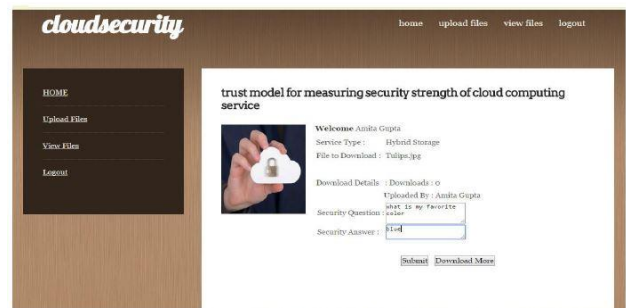 cloudsecurity
home upload files view files logout
HOME
Upload Files
View Files
Logout
trust model for measuring security strength of cloud computing
service
Welcome Amita Gupta
Service Type : Hybrid Storage
File to Download : Tulips.jpg
Download Details : Downloads : 0
Uploaded By : Amita Gupta
Security Question : what is my favorite
color
Security Answer : blue
Submit Download More